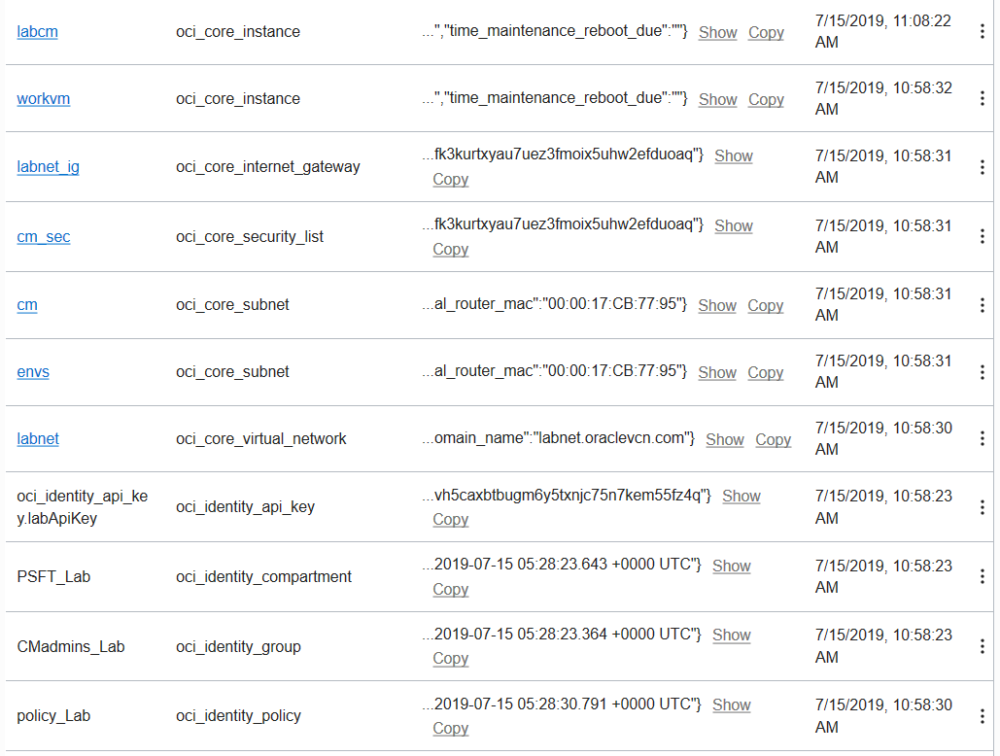 labcm oci_core_instance ...","time_maintenance_reboot_due":""} Show Copy 7/15/2019, 11:08:22
AM
workvm oci_core_instance ...","time_maintenance_reboot_due":""} Show Copy 7/15/2019, 10:58:32
AM
labnet_ig oci_core_internet_gateway ...fk3kurtxyau7uez3fmoix5uhw2efduoaq"} Show 7/15/2019, 10:58:31
Copy AM
cm_sec oci_core_security_list ...fk3kurtxyau7uez3fmoix5uhw2efduoaq"} Show 7/15/2019, 10:58:31
Copy AM
cm oci_core_subnet ...al_router_mac":"00:00:17:CB:77:95"} Show Copy 7/15/2019, 10:58:31
AM
envs oci_core_subnet ...al_router_mac":"00:00:17:CB:77:95"} Show Copy 7/15/2019, 10:58:31
AM
labnet oci_core_virtual_network ...omain_name":"labnet.oraclevcn.com"} Show Copy 7/15/2019, 10:58:30
AM
oci_identity_api_ke oci_identity_api_key ...vh5caxbtbugm6y5txnjc75n7kem55fz4q"} Show 7/15/2019, 10:58:23
y.labApiKey Copy AM
PSFT_Lab oci_identity_compartment ...2019-07-15 05:28:23.643 +0000 UTC"} Show 7/15/2019, 10:58:23
Copy AM
CMadmins_Lab oci_identity_group ...2019-07-15 05:28:23.364 +0000 UTC"} Show 7/15/2019, 10:58:23
Copy AM
policy_Lab oci_identity_policy ...2019-07-15 05:28:30.791 +0000 UTC"} Show 7/15/2019, 10:58:30
Copy AM